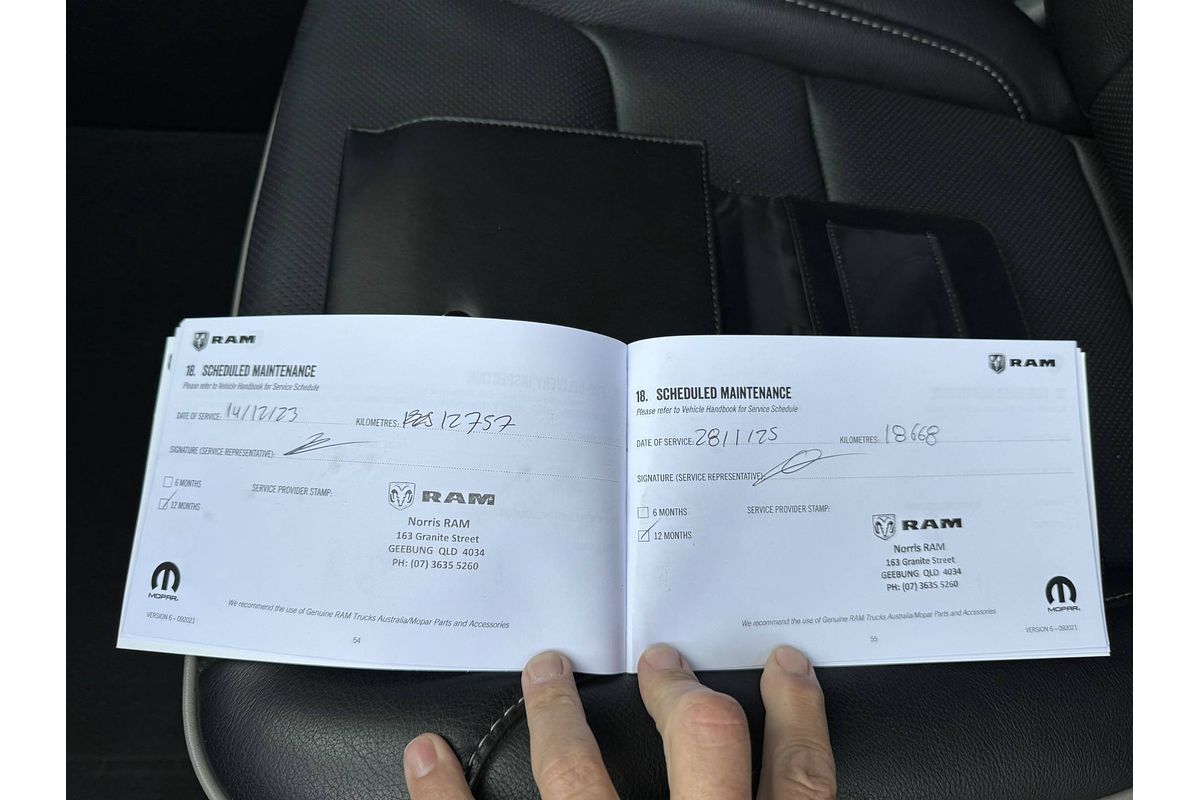 RAM
18. SCHEDULED MAINTENANCE
Please refer to Vehicle Handbook for Service Schedule
DATE OF SERVICE: 14/12/23 KILOMETRES: 12757
SIGNATURE (SERVICE REPRESENTATIVE):
6 MONTHS
12 MONTHS
SERVICE PROVIDER STAMP:
RAM
Norris RAM
163 Granite Street
GEEBUNG QLD 4034
PH: (07) 3635 5260
MOPAR
We recommend the use of Genuine RAM Trucks Australia/Mopar Parts and Accessories
VERSION 6 – 092021
54
RAM
18. SCHEDULED MAINTENANCE
Please refer to Vehicle Handbook for Service Schedule
DATE OF SERVICE: 28/1/25 KILOMETRES: 18668
SIGNATURE (SERVICE REPRESENTATIVE):
6 MONTHS
12 MONTHS
SERVICE PROVIDER STAMP:
RAM
Norris RAM
163 Granite Street
GEEBUNG QLD 4034
PH: (07) 3635 5260
MOPAR
We recommend the use of Genuine RAM Trucks Australia/Mopar Parts and Accessories
VERSION 6 – 092021
55